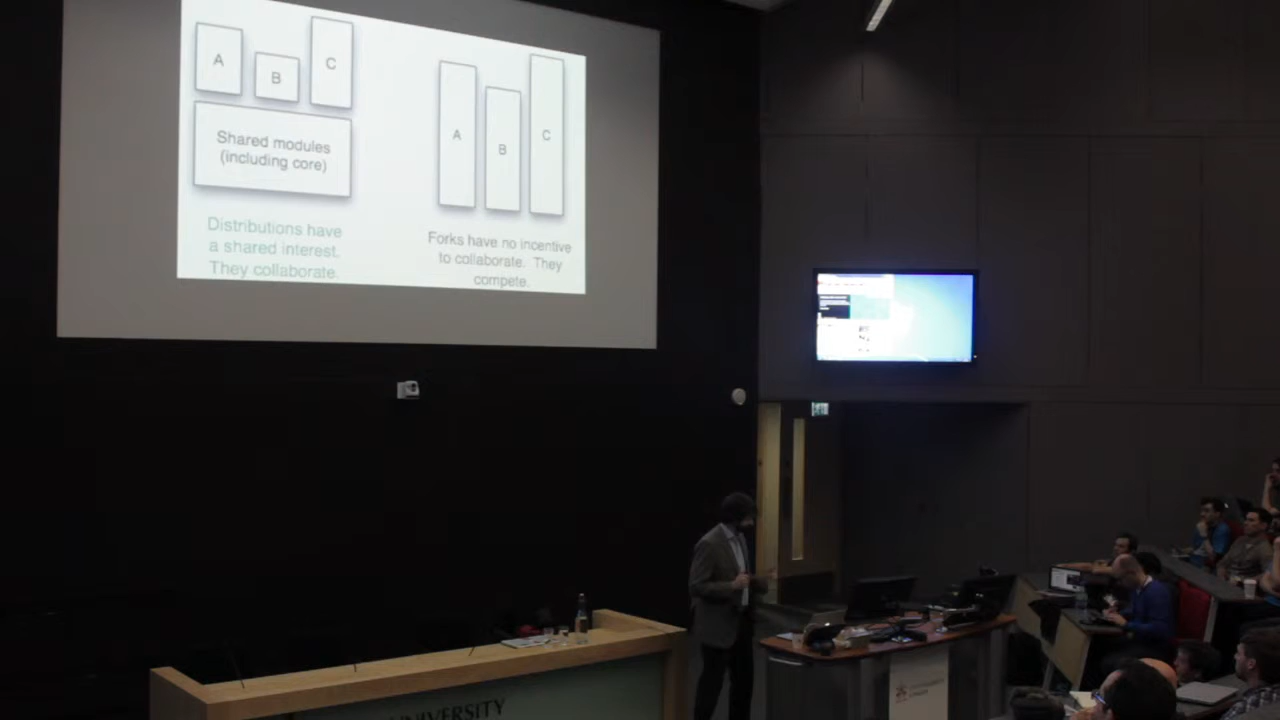 A
B
C
Shared modules
(including core)
Distributions have
a shared interest.
They collaborate.
A
B
C
Forks have no incentive
to collaborate. They
compete.
UNIVERSITY